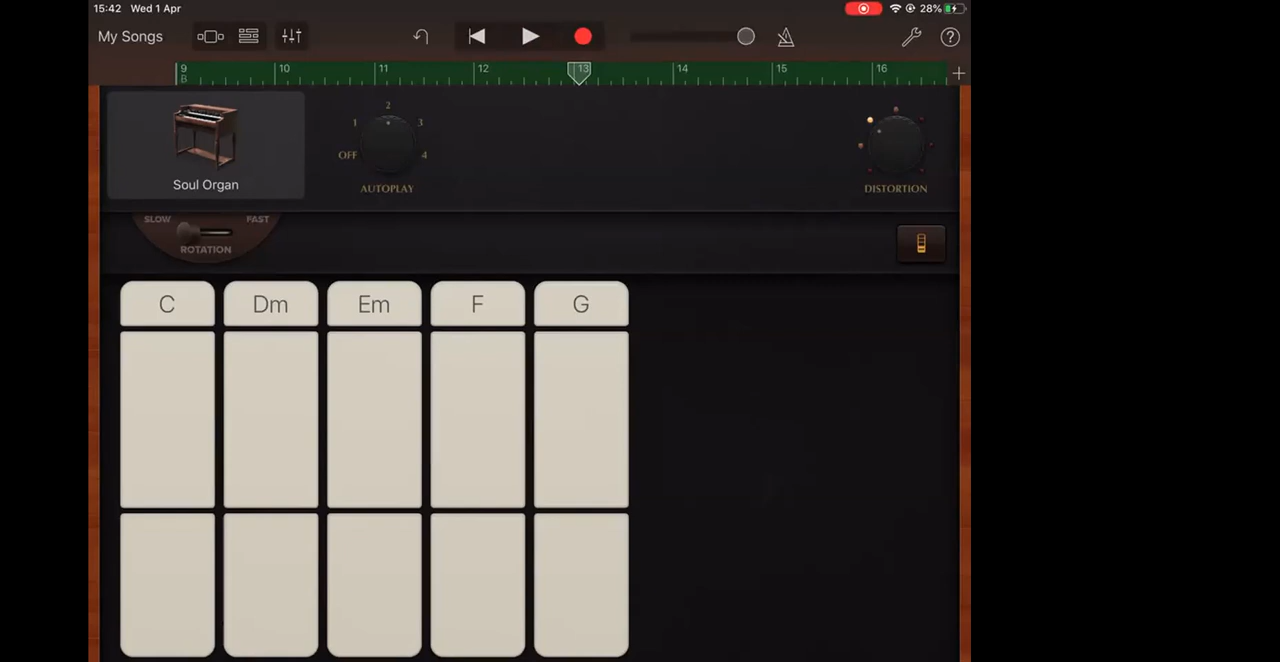 15:42 Wed 1 Apr
28%
My Songs
9 10 11 12 13 14 15 16
B
Soul Organ
OFF 1 2 3 4
AUTOPLAY
DISTORTION
SLOW FAST
ROTATION
C Dm Em F G